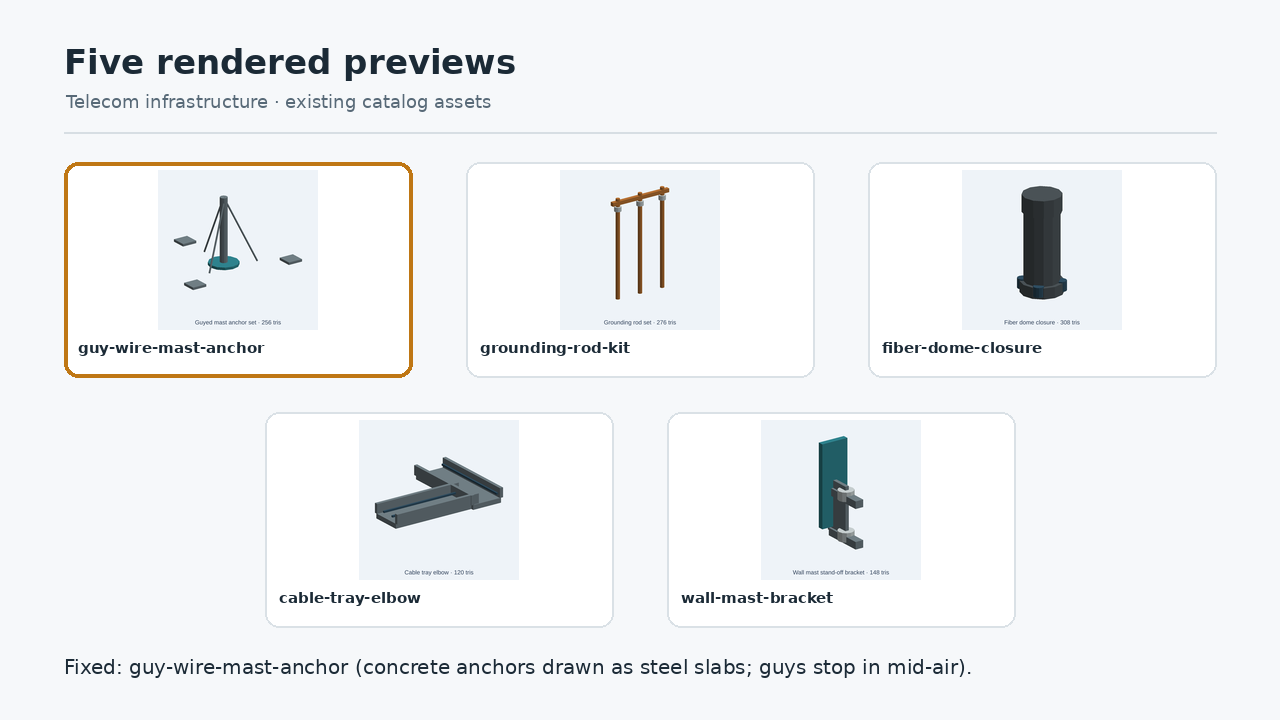 Five rendered previews
Telecom infrastructure · existing catalog assets
Guyed mast anchor set · 256 tris
guy-wire-mast-anchor
Grounding rod set · 276 tris
grounding-rod-kit
Fiber dome closure · 308 tris
fiber-dome-closure
Cable tray elbow · 120 tris
cable-tray-elbow
Wall mast stand-off bracket · 148 tris
wall-mast-bracket
Fixed: guy-wire-mast-anchor (concrete anchors drawn as steel slabs; guys stop in mid-air).